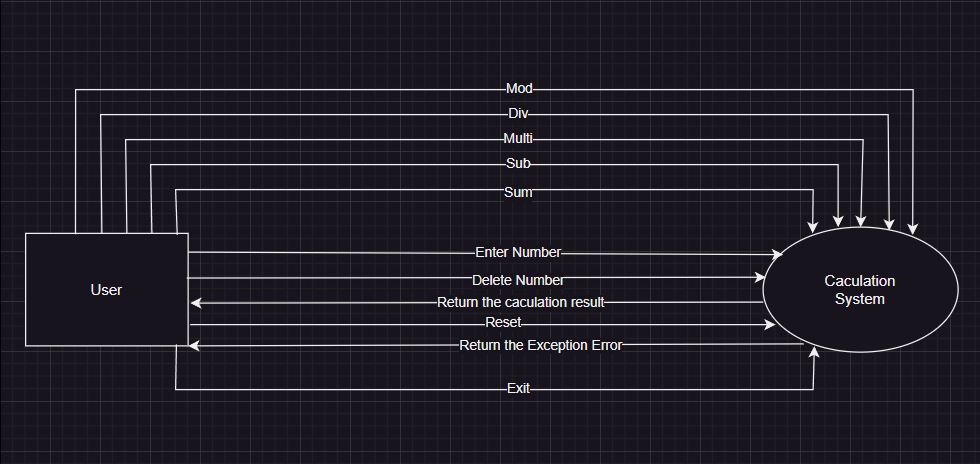 Mod
Div
Multi
Sub
Sum
Enter Number
Delete Number
User
Caculation
System
Return the caculation result
Reset
Return the Exception Error
Exit